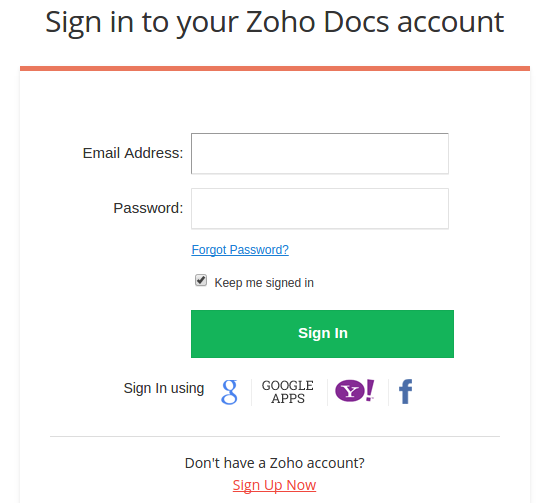 Sign in to your Zoho Docs account
Email Address:
Password:
Forgot Password?
Keep me signed in
Sign In
Sign In using g GOOGLE APPS Y! f
Don't have a Zoho account?
Sign Up Now